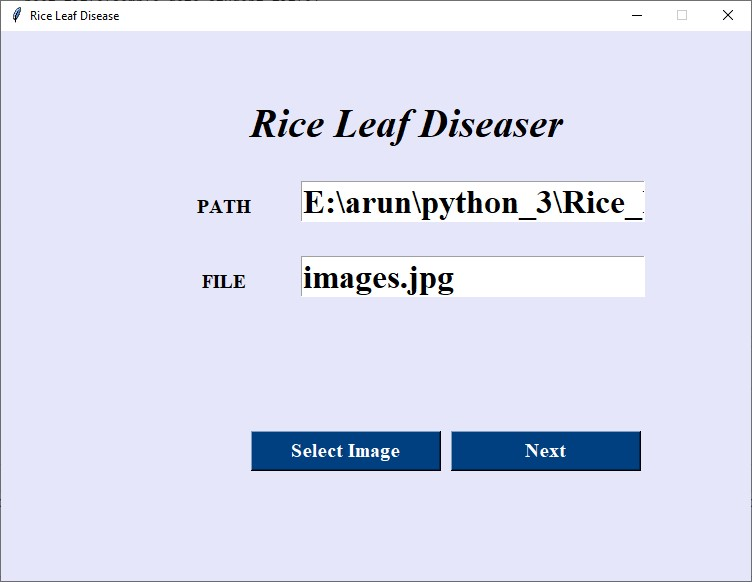 Rice Leaf Disease
Rice Leaf Diseaser
PATH E:\arun\python_3\Rice_
FILE images.jpg
Select Image Next